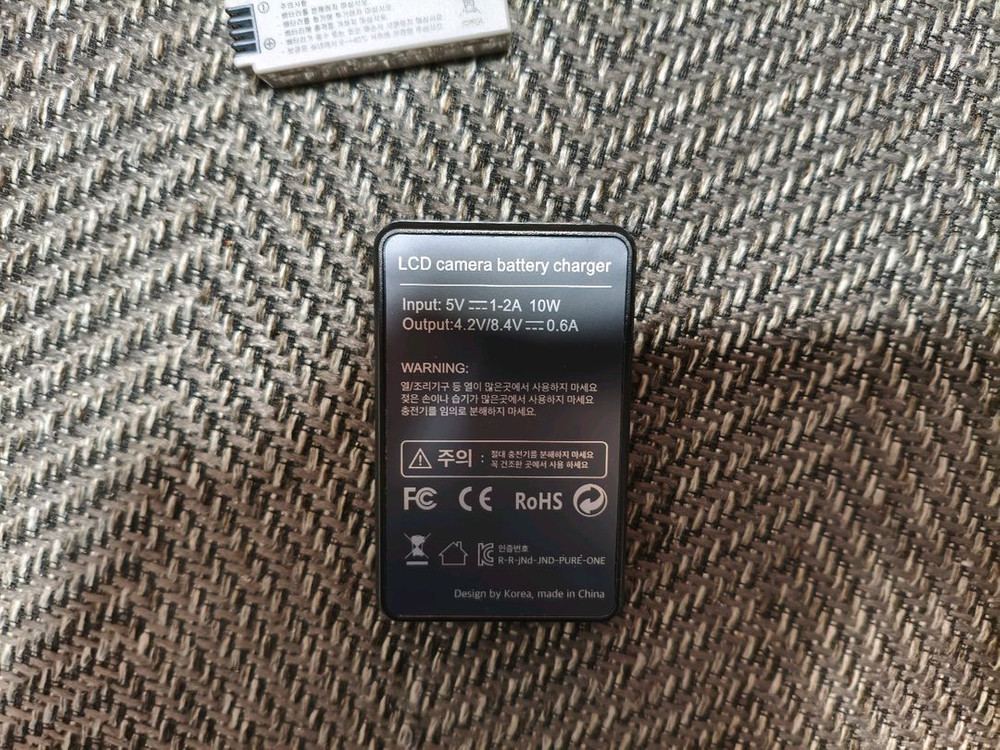 주의사항
LCD camera battery charger
Input: 5V ⎓ 1-2A 10W
Output:4.2V/8.4V ⎓ 0.6A
WARNING:
열/조리기구 등 열이 많은곳에서 사용하지 마세요
젖은 손이나 습기가 많은곳에서 사용하지 마세요
충전기를 임의로 분해하지 마세요.
주의 : 절대 충전기를 분해하지 마세요
꼭 건조한 곳에서 사용 하세요
FC CE RoHS
인증번호
R-R-jNd-JND-PURE-ONE
Design by Korea, made in China